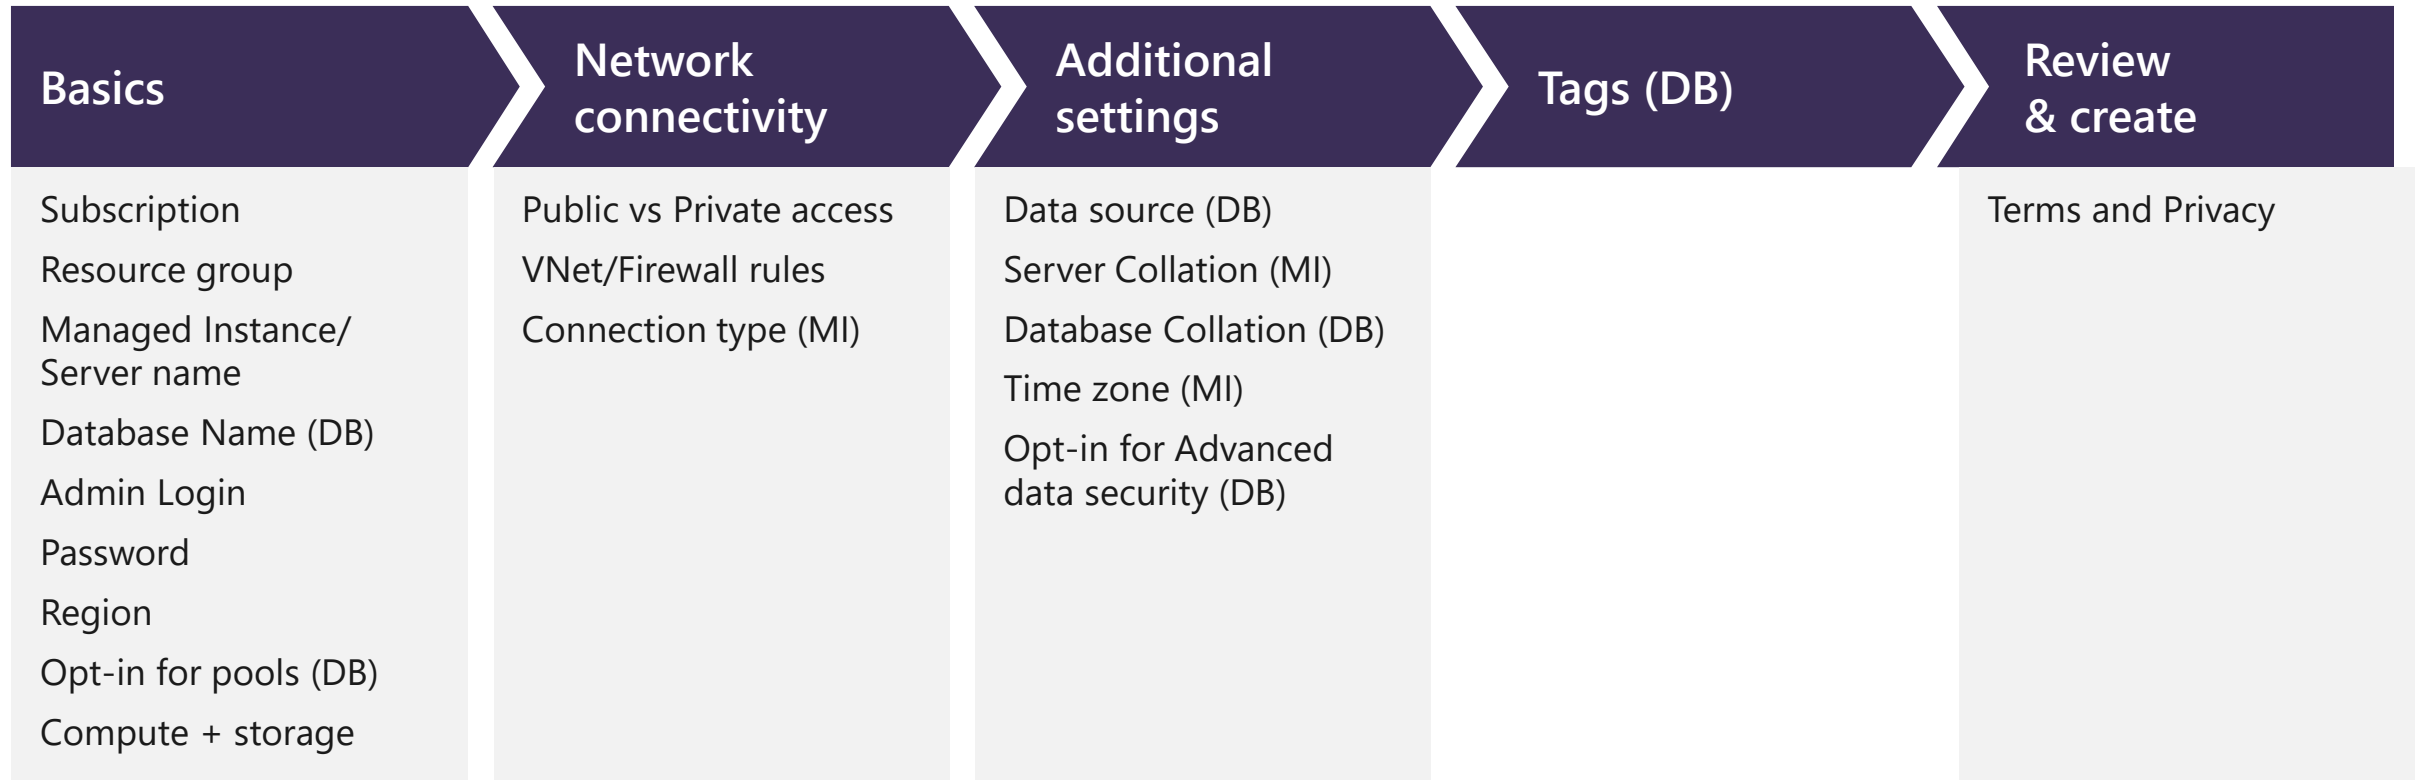 Basics
Network
connectivity
Additional
settings
Tags (DB)
Review
& create
Subscription
Resource group
Managed Instance/
Server name
Database Name (DB)
Admin Login
Password
Region
Opt-in for pools (DB)
Compute + storage
Public vs Private access
VNet/Firewall rules
Connection type (MI)
Data source (DB)
Server Collation (MI)
Database Collation (DB)
Time zone (MI)
Opt-in for Advanced
data security (DB)
Terms and Privacy